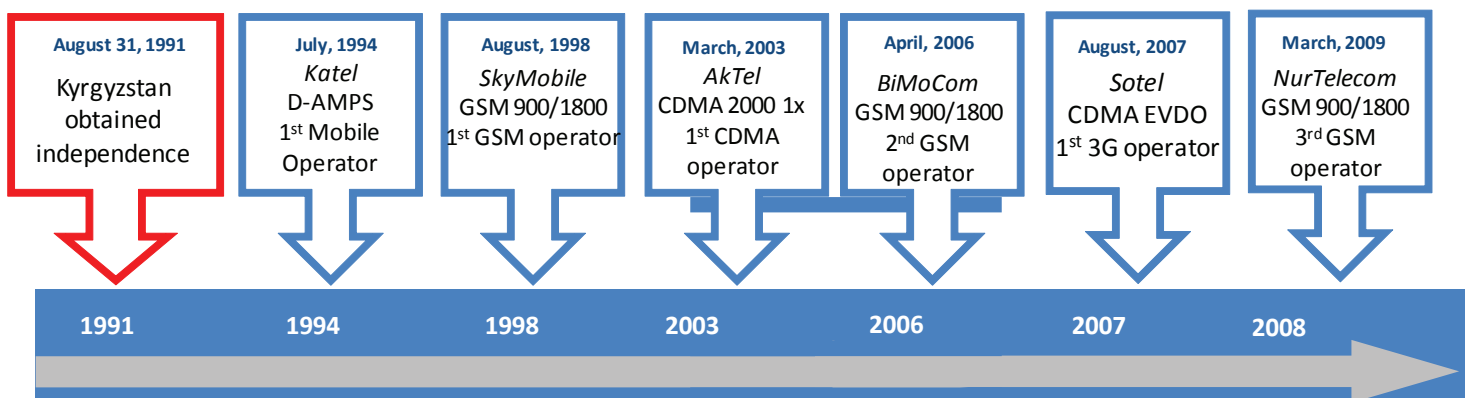 August 31, 1991
Kyrgyzstan
obtained
independence
July, 1994
Katel
D-AMPS
1st Mobile
Operator
August, 1998
SkyMobile
GSM 900/1800
1st GSM operator
March, 2003
AkTel
CDMA 2000 1x
1st CDMA
operator
April, 2006
BiMoCom
GSM 900/1800
2nd GSM
operator
August, 2007
Sotel
CDMA EVDO
1st 3G operator
March, 2009
NurTelecom
GSM 900/1800
3rd GSM
operator
1991
1994
1998
2003
2006
2007
2008